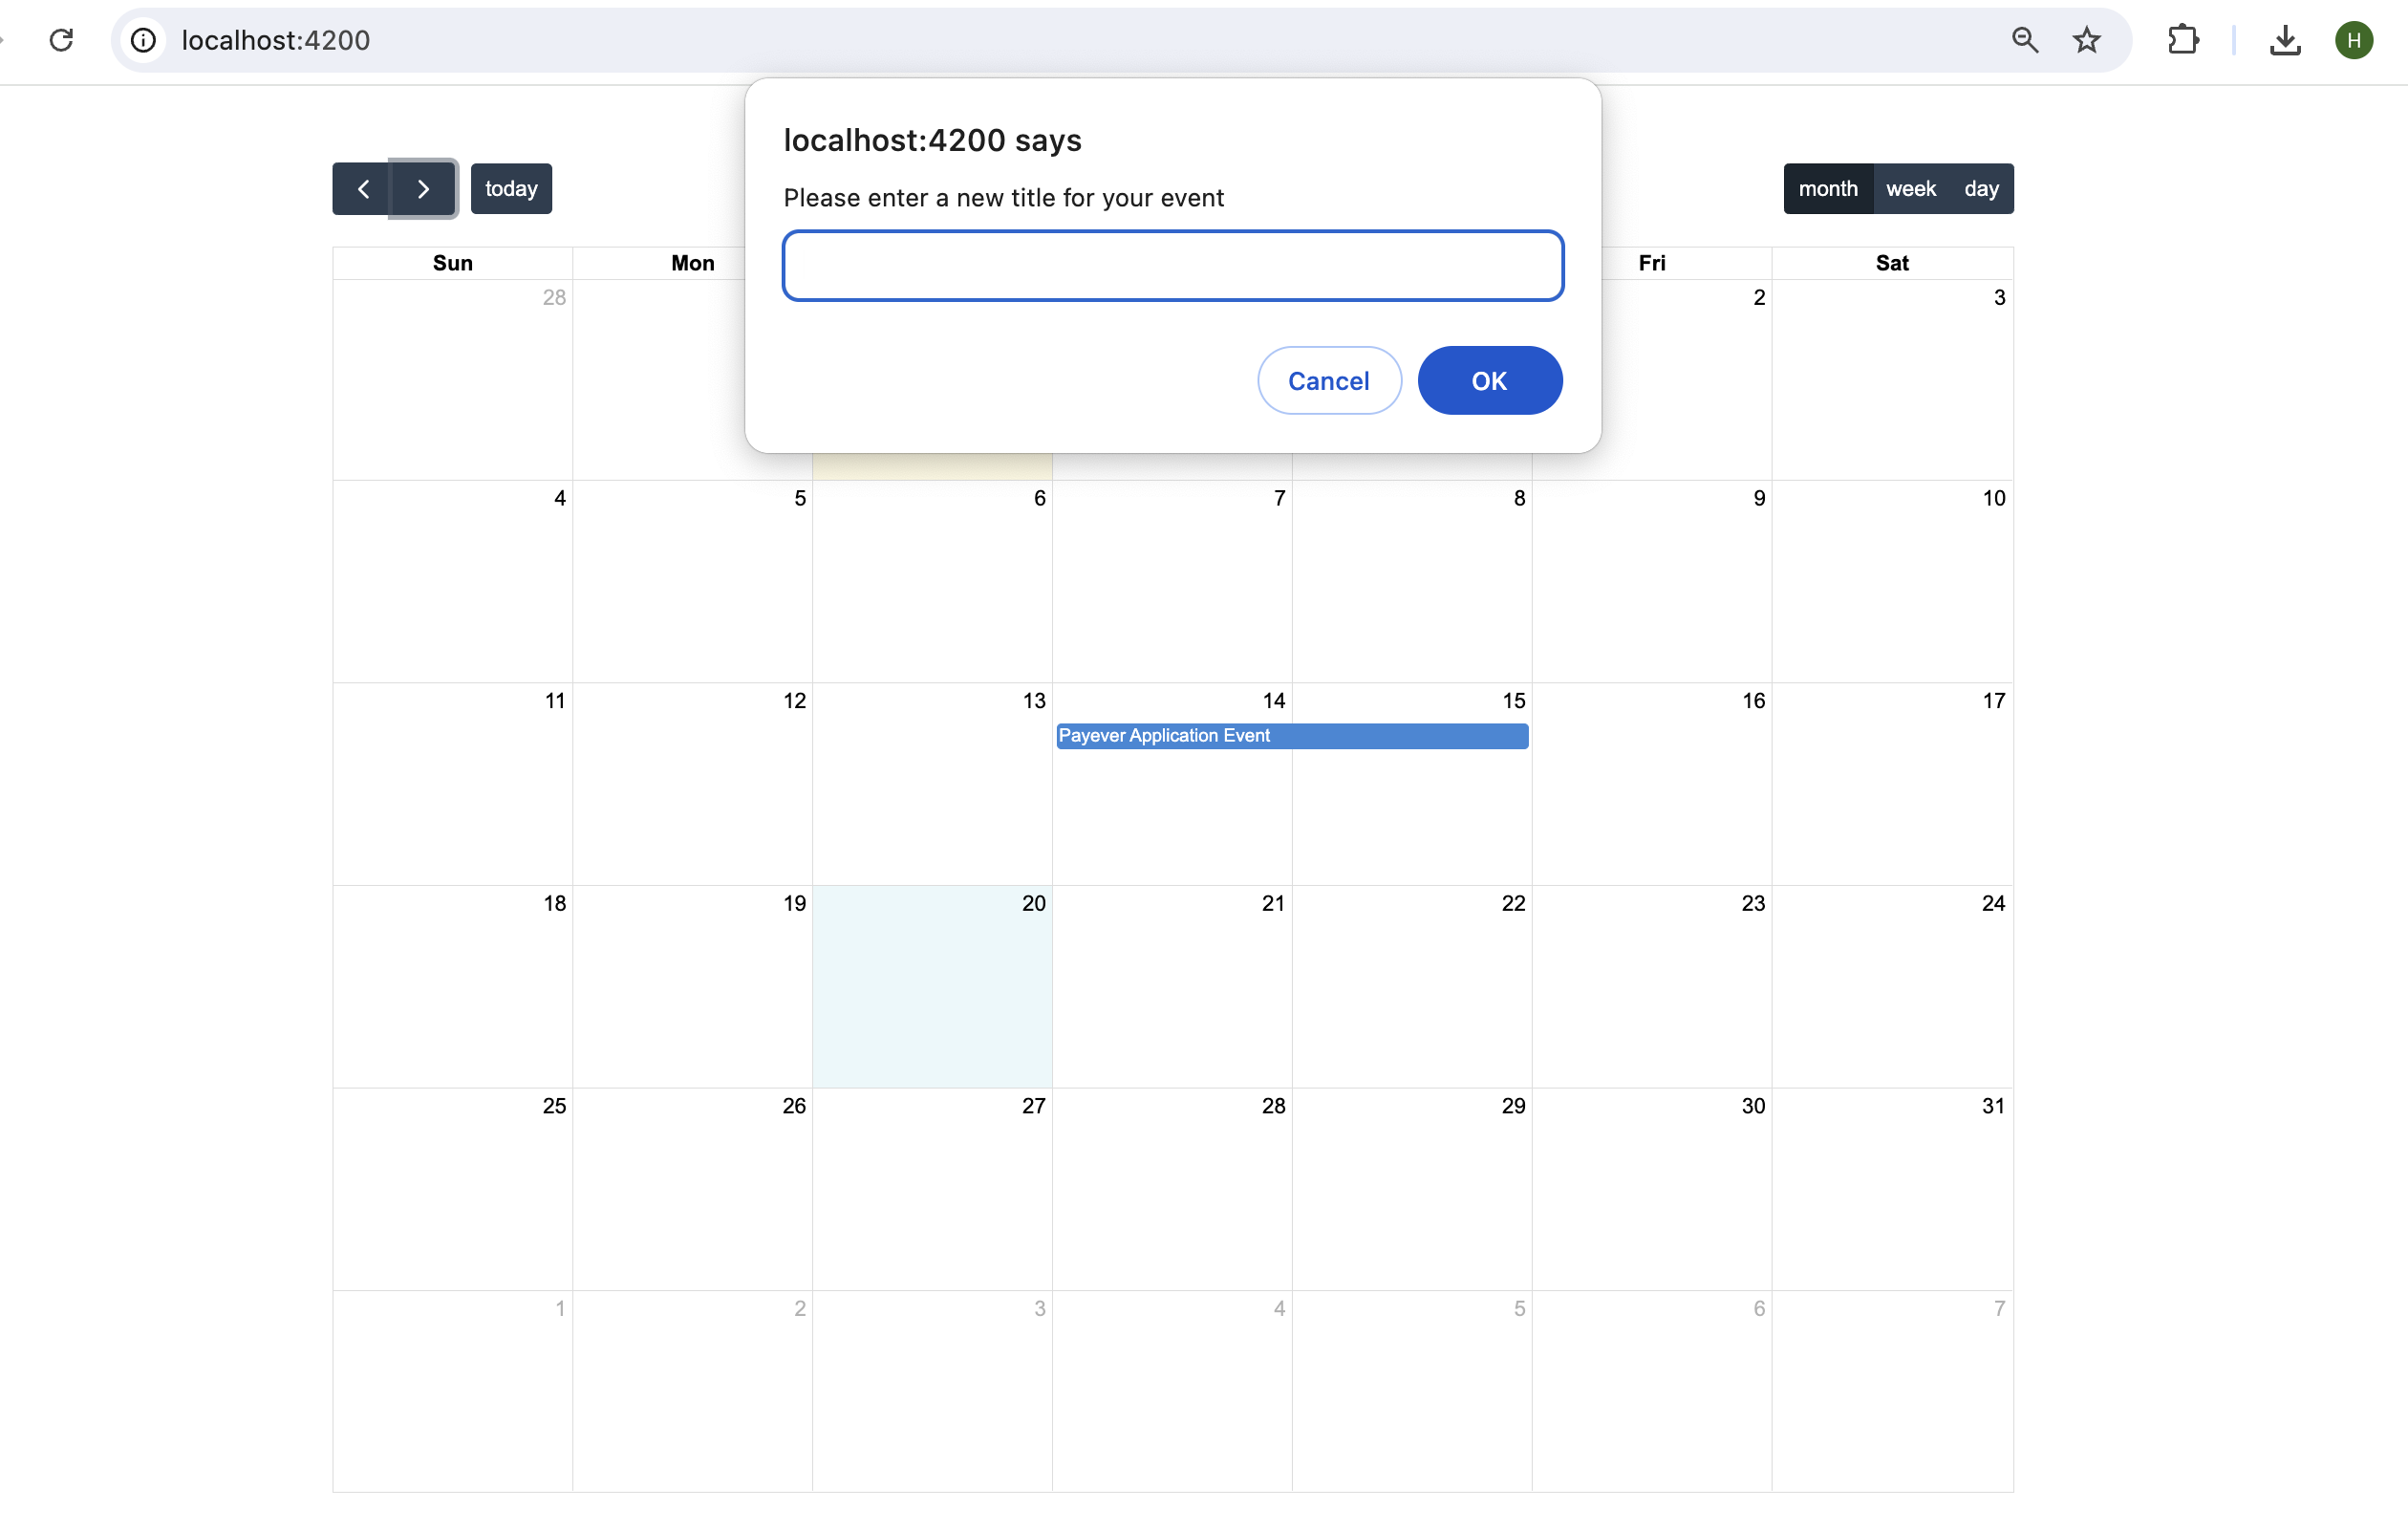 localhost:4200
H
localhost:4200 says
Please enter a new title for your event
Cancel OK
today
month week day
Sun Mon Fri Sat
28 2 3
4 5 6 7 8 9 10
11 12 13 14 15 16 17
Payever Application Event
18 19 20 21 22 23 24
25 26 27 28 29 30 31
1 2 3 4 5 6 7